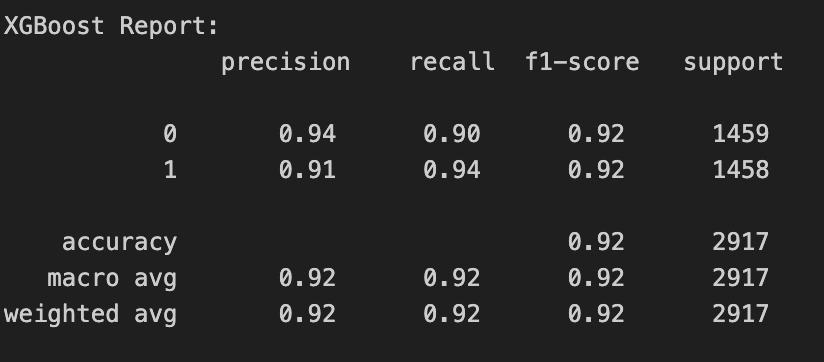 XGBoost Report:
precision recall f1-score support
0 0.94 0.90 0.92 1459
1 0.91 0.94 0.92 1458
accuracy 0.92 2917
macro avg 0.92 0.92 0.92 2917
weighted avg 0.92 0.92 0.92 2917